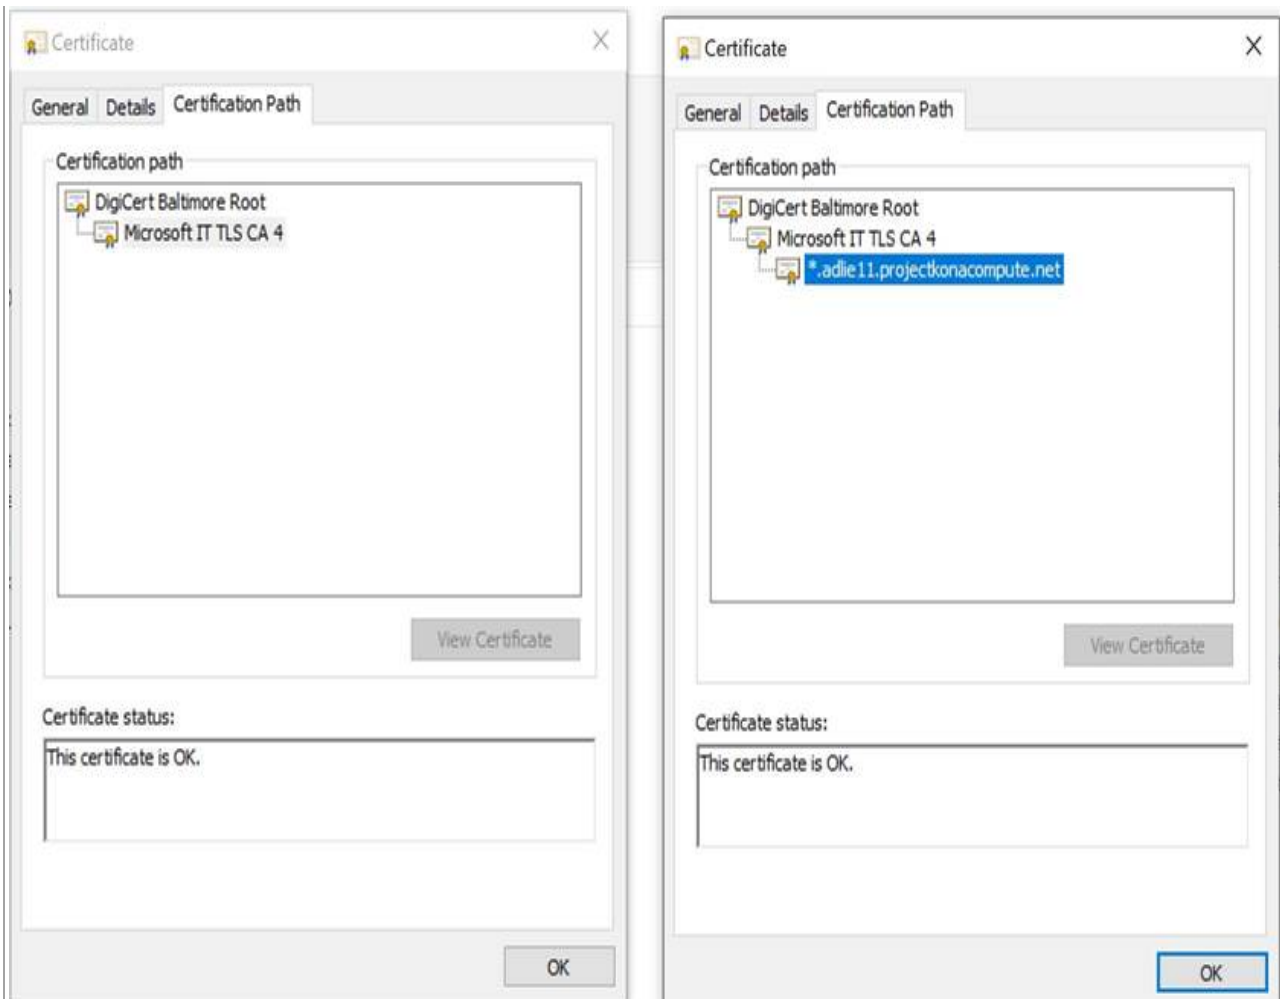 Certificate
General Details Certification Path
Certification path
DigiCert Baltimore Root
Microsoft IT TLS CA 4
View Certificate
Certificate status:
This certificate is OK.
OK
Certificate
General Details Certification Path
Certification path
DigiCert Baltimore Root
Microsoft IT TLS CA 4
*.adlie11.projectkonacompute.net
View Certificate
Certificate status:
This certificate is OK.
OK